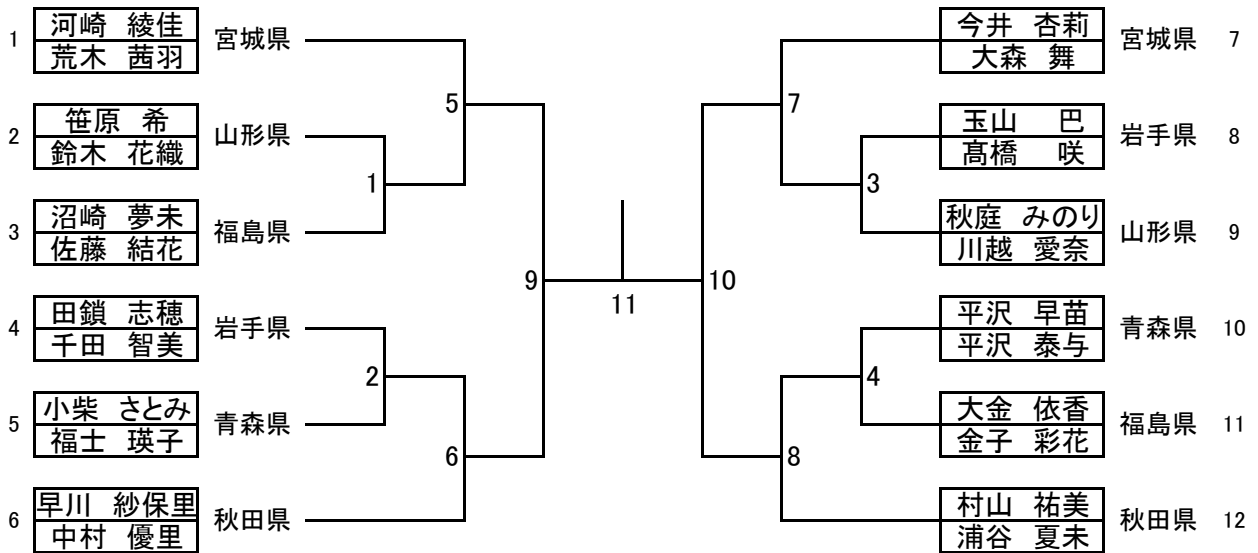 1 河崎 綾佳 宮城県
荒木 茜羽
2 笹原 希 山形県
鈴木 花織
3 沼崎 夢未 福島県
佐藤 結花
4 田鎖 志穂 岩手県
千田 智美
5 小柴 さとみ 青森県
福士 瑛子
6 早川 紗保里 秋田県
中村 優里
5
1
9
2
6
11
7
3
10
4
8
今井 杏莉 宮城県 7
大森 舞
玉山 巴 岩手県 8
髙橋 咲
秋庭 みのり 山形県 9
川越 愛奈
平沢 早苗 青森県 10
平沢 泰与
大金 依香 福島県 11
金子 彩花
村山 祐美 秋田県 12
浦谷 夏未